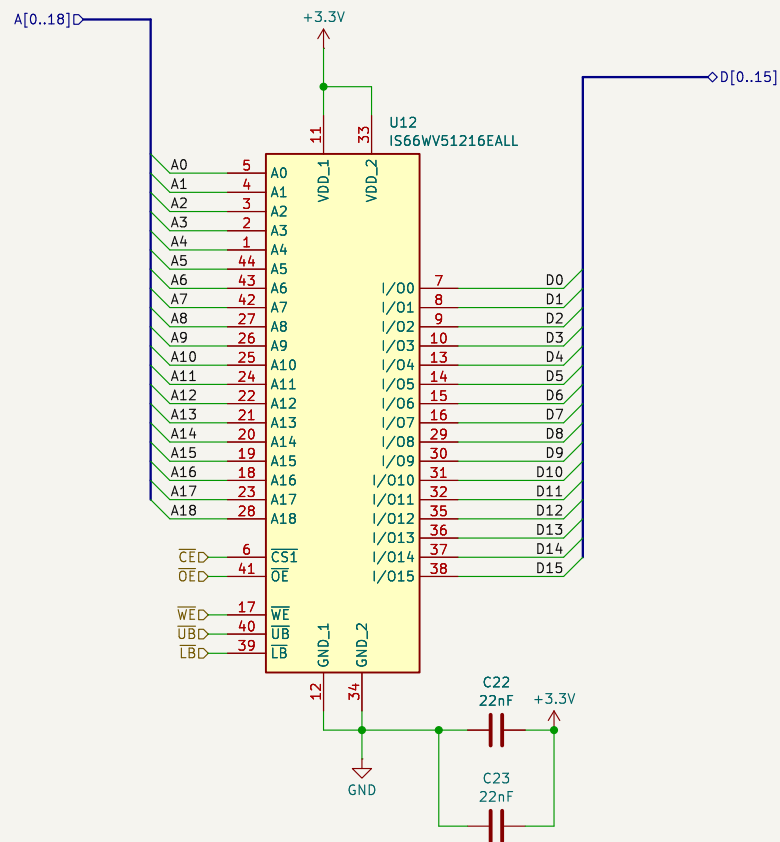 A[0..18]
+3.3V
D[0..15]
U12
IS66WV51216EALL
11 33
VDD_1 VDD_2
A0 5 A0
A1 4 A1
A2 3 A2
A3 2 A3
A4 1 A4
A5 44 A5
A6 43 A6 I/O0 7 D0
A7 42 A7 I/O1 8 D1
A8 27 A8 I/O2 9 D2
A9 26 A9 I/O3 10 D3
A10 25 A10 I/O4 13 D4
A11 24 A11 I/O5 14 D5
A12 22 A12 I/O6 15 D6
A13 21 A13 I/O7 16 D7
A14 20 A14 I/O8 29 D8
A15 19 A15 I/O9 30 D9
A16 18 A16 I/O10 31 D10
A17 23 A17 I/O11 32 D11
A18 28 A18 I/O12 35 D12
I/O13 36 D13
CE 6 CS1 I/O14 37 D14
OE 41 OE I/O15 38 D15
WE 17 WE
UB 40 UB
LB 39 LB
GND_1 GND_2
12 34
C22
22nF
+3.3V
GND
C23
22nF